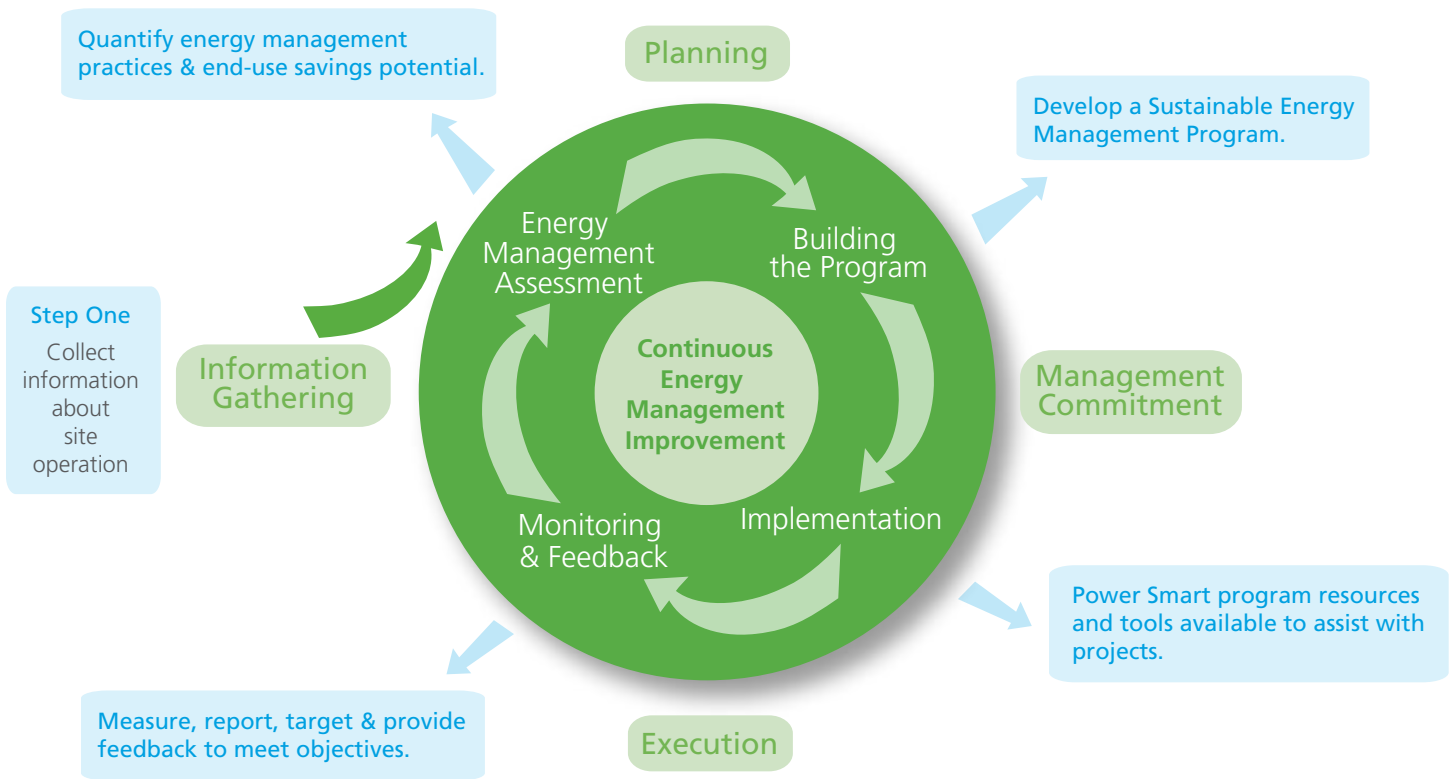 Quantify energy management
practices & end-use savings potential.
Planning
Develop a Sustainable Energy
Management Program.
Energy
Management
Assessment
Building
the Program
Step One
Collect
information
about
site
operation
Information
Gathering
Continuous
Energy
Management
Improvement
Management
Commitment
Monitoring
& Feedback
Implementation
Power Smart program resources
and tools available to assist with
projects.
Measure, report, target & provide
feedback to meet objectives.
Execution